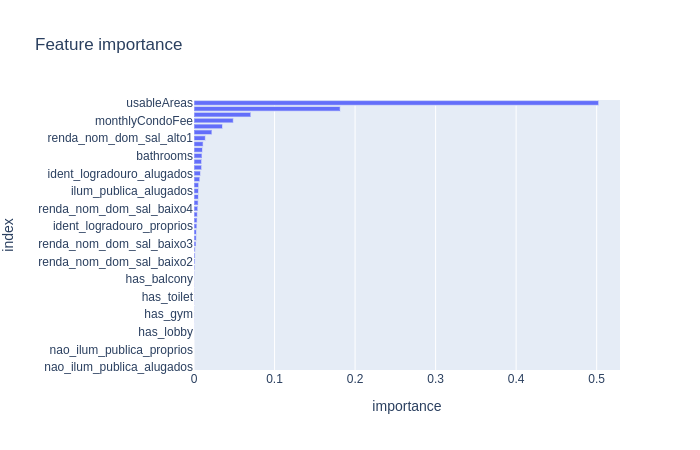 Feature importance
usableAreas
monthlyCondoFee
renda_nom_dom_sal_alto1
bathrooms
ident_logradouro_alugados
ilum_publica_alugados
renda_nom_dom_sal_baixo4
ident_logradouro_proprios
renda_nom_dom_sal_baixo3
renda_nom_dom_sal_baixo2
has_balcony
has_toilet
has_gym
has_lobby
nao_ilum_publica_proprios
nao_ilum_publica_alugados
index
0 0.1 0.2 0.3 0.4 0.5
importance